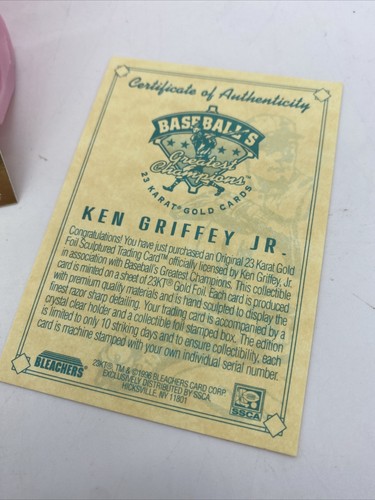 Certificate of Authenticity
BASEBALL'S
Greatest
Champions™
23 KARAT GOLD CARDS
KEN GRIFFEY JR.
Congratulations! You have just purchased an Original 23 Karat Gold
Foil Sculptured Trading Card™ officially licensed by Ken Griffey, Jr.
in association with Baseball's Greatest Champions. This collectible
card is minted on a sheet of 23KT® Gold Foil. Each card is produced
with premium quality materials and is hand sculpted to display the
finest razor sharp detailing. Your trading card is accompanied by a
crystal clear holder and a collectible foil stamped box. The edition
is limited to only 10 striking days and to ensure collectibility, each
card is machine stamped with your own individual serial number.
BLEACHERS
23KT®, TM & ©1996 BLEACHERS CARD CORP
EXCLUSIVELY DISTRIBUTED BY SSCA
HICKSVILLE, NY 11801
SSCA